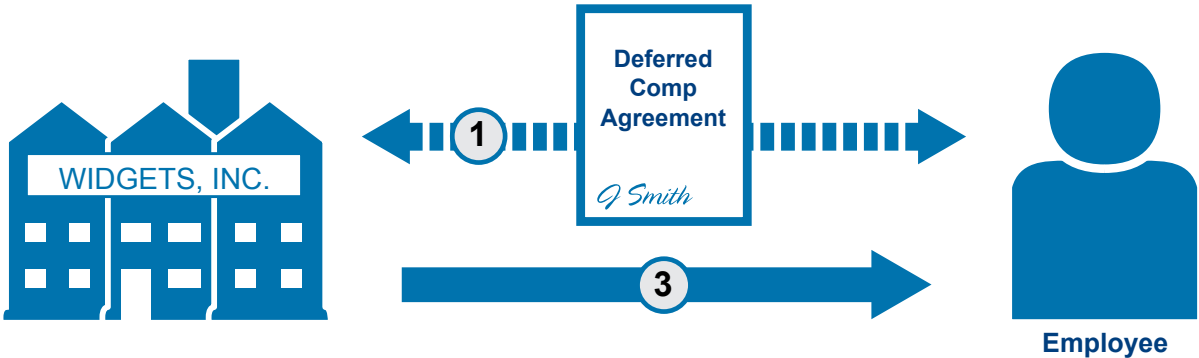 Deferred
Comp
Agreement
1
WIDGETS, INC.
J Smith
3
Employee